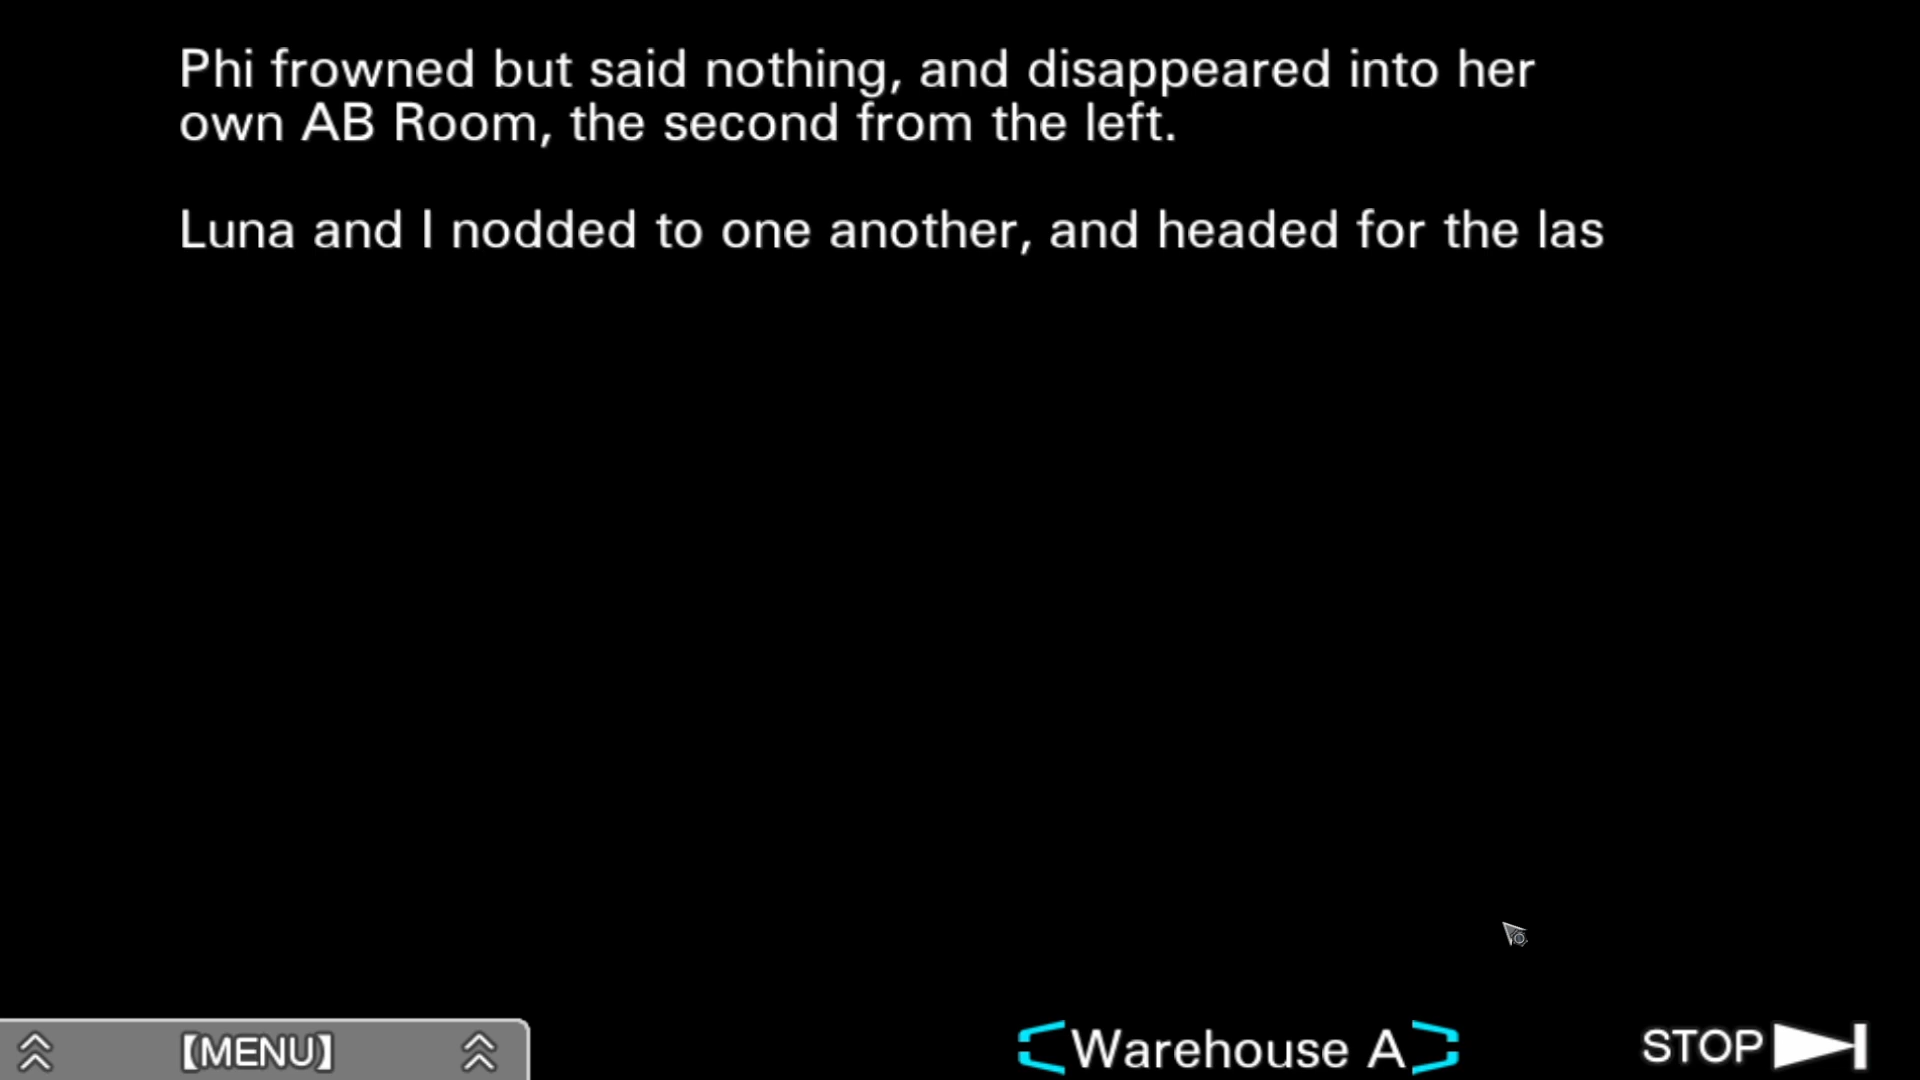 Phi frowned but said nothing, and disappeared into her
own AB Room, the second from the left.
Luna and I nodded to one another, and headed for the las
【MENU】
Warehouse A
STOP